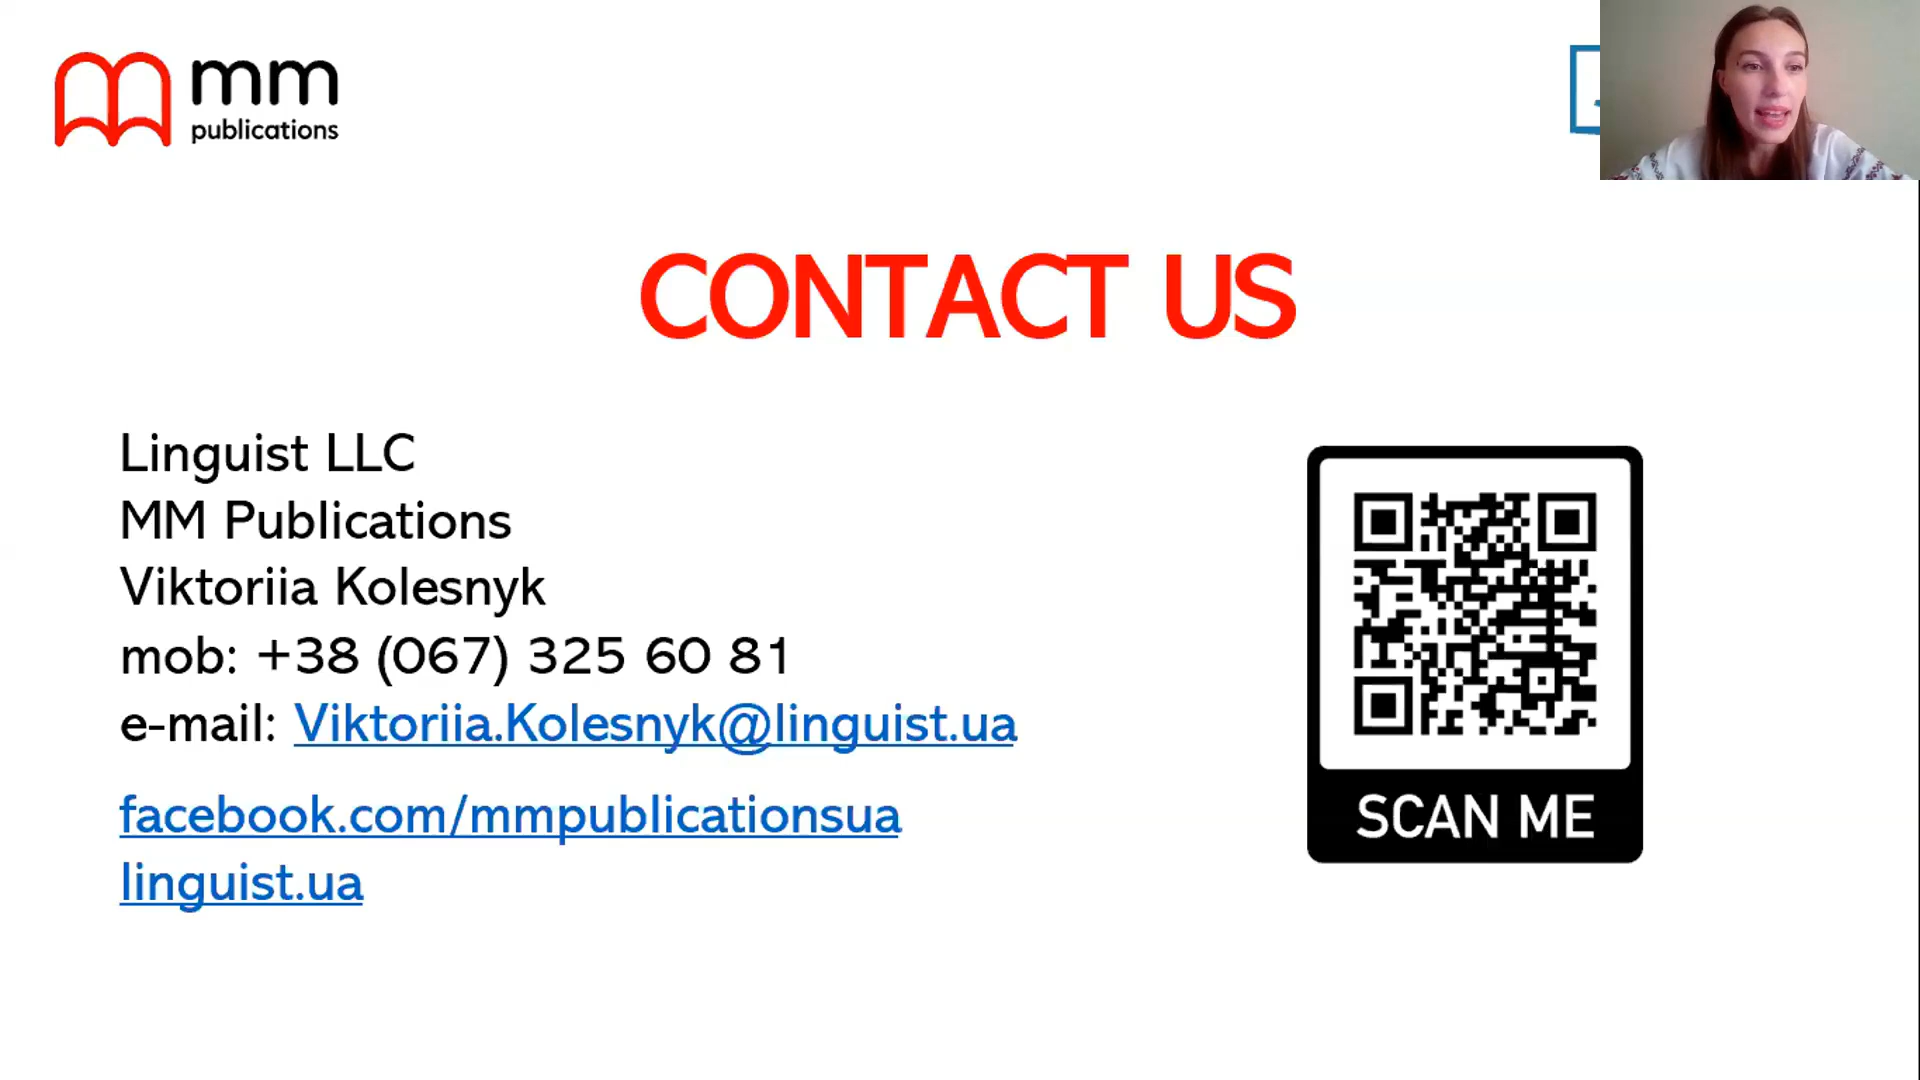 mm
publications
CONTACT US
Linguist LLC
MM Publications
Viktoriia Kolesnyk
mob: +38 (067) 325 60 81
e-mail: Viktoriia.Kolesnyk@linguist.ua
facebook.com/mmpublicationsua
linguist.ua
SCAN ME